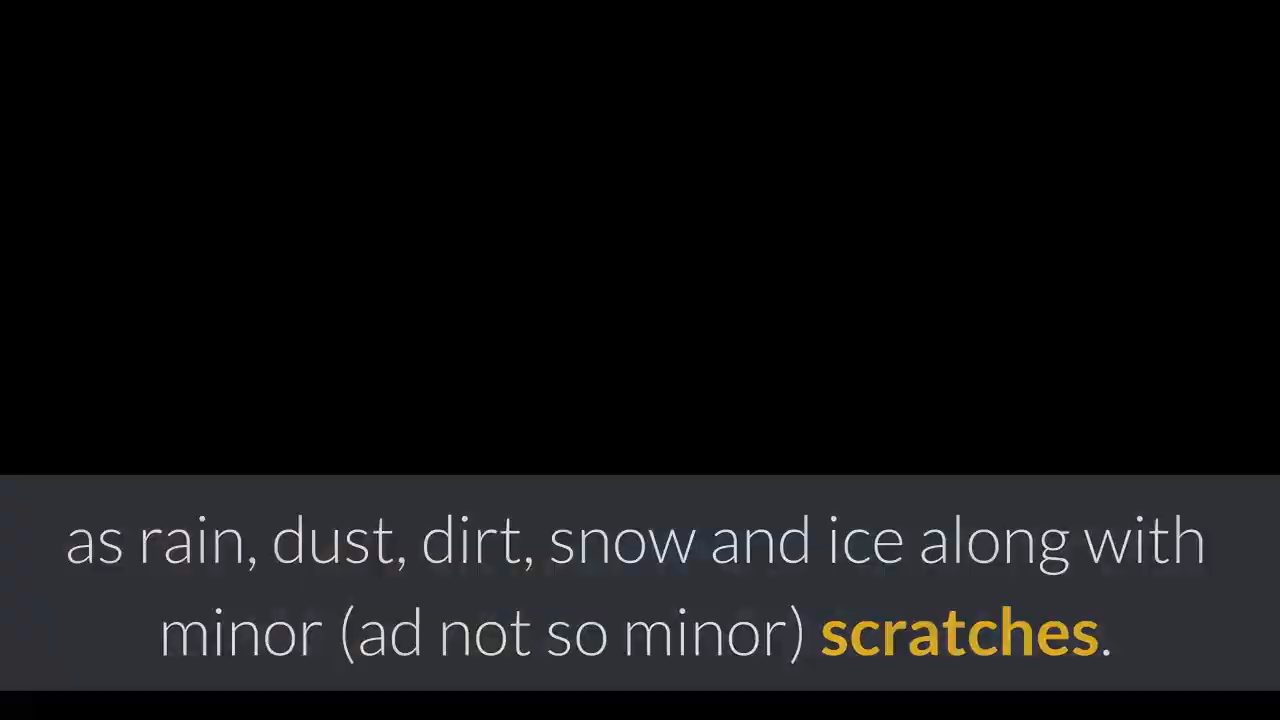 as rain, dust, dirt, snow and ice along with
minor (ad not so minor) scratches.